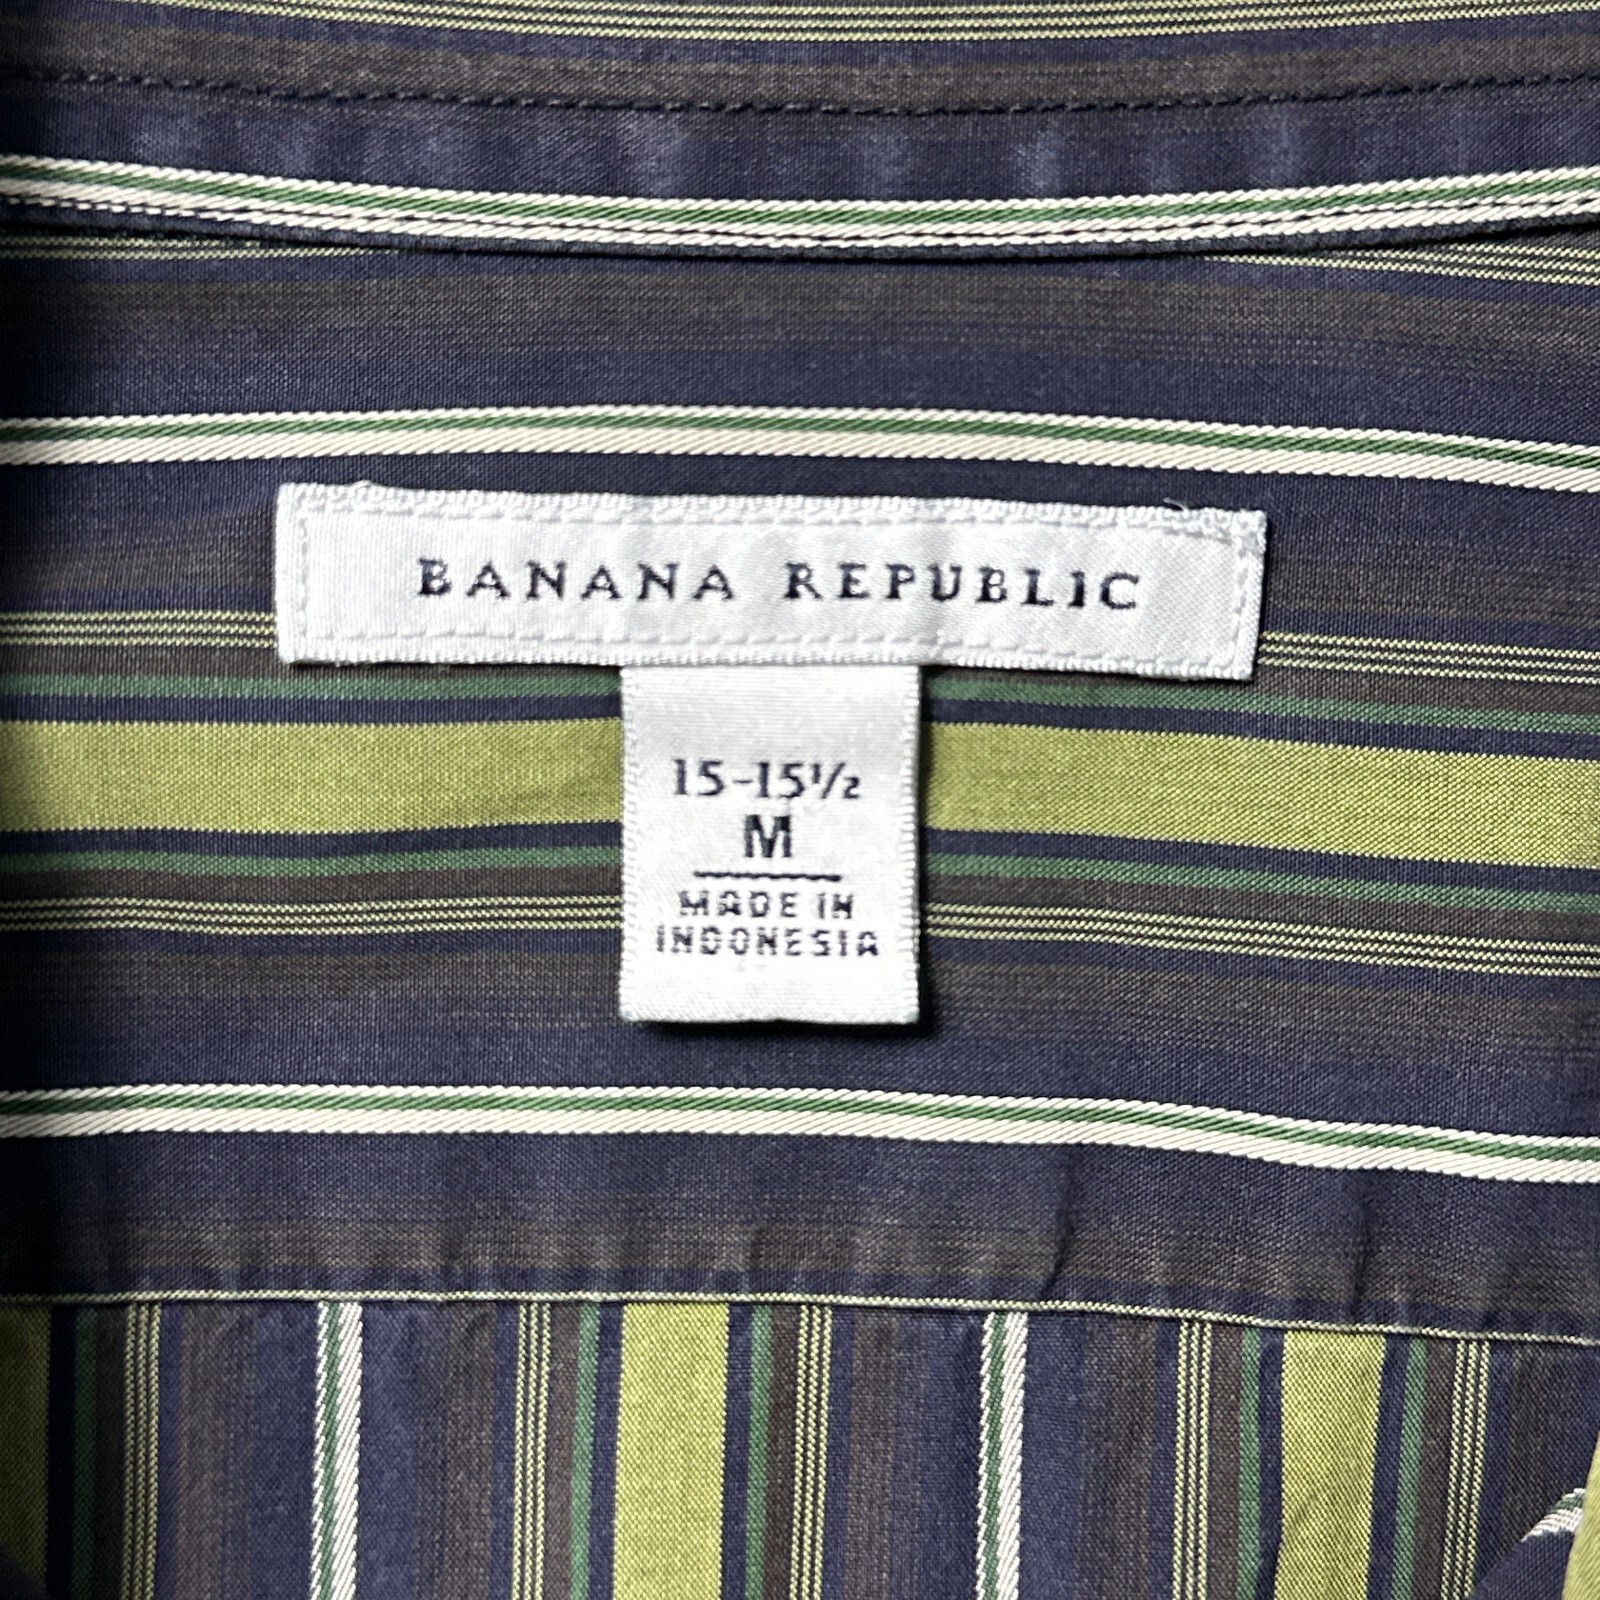 BANANA REPUBLIC
15-15½
M
MADE IN
INDONESIA